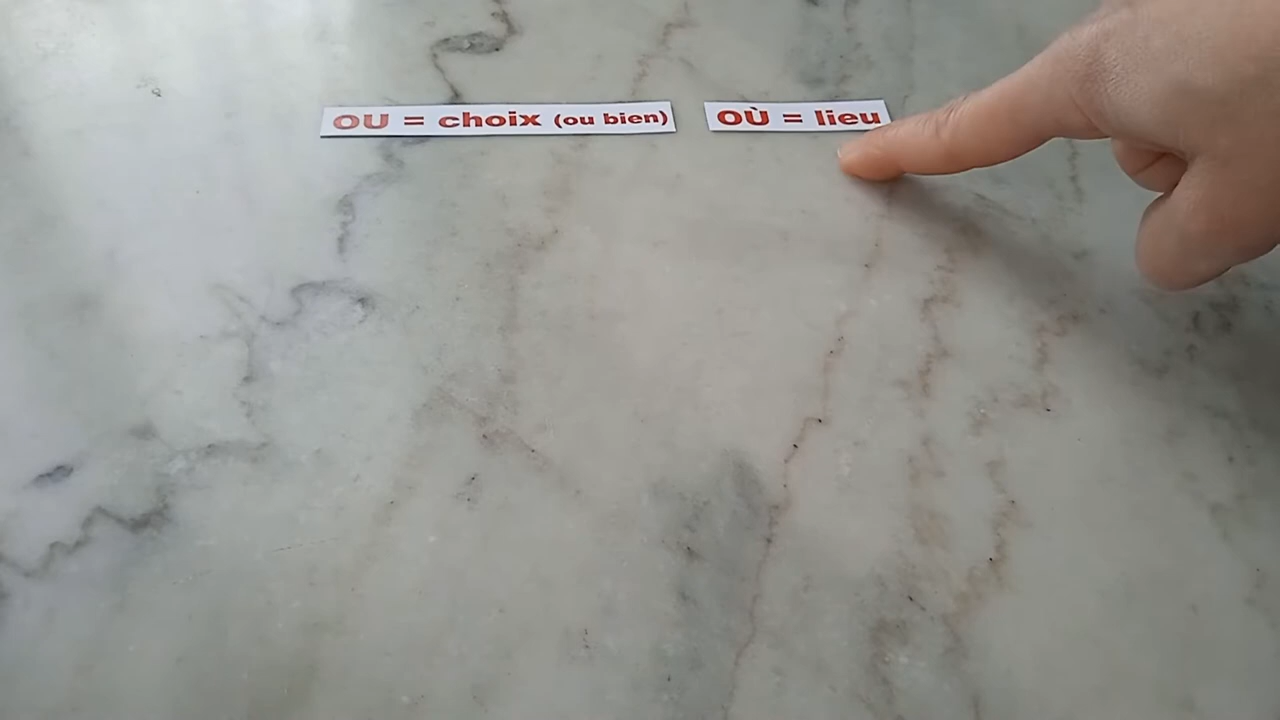 OU = choix (ou bien)
OÙ = lieu